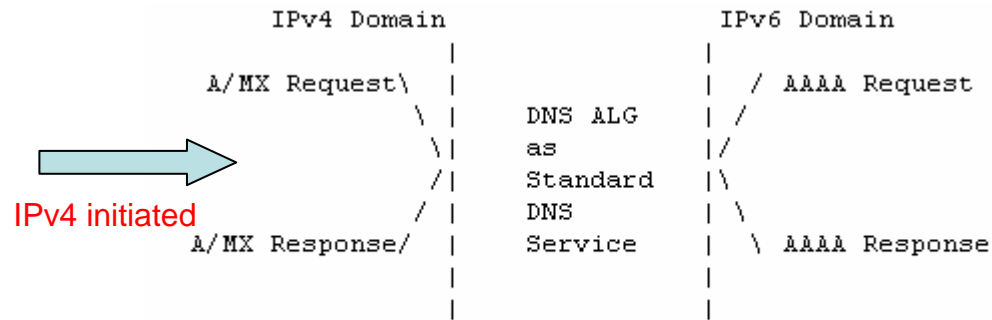 IPv4 Domain IPv6 Domain
A/MX Request AAAA Request
DNS ALG
as
Standard
IPv4 initiated DNS
A/MX Response Service AAAA Response